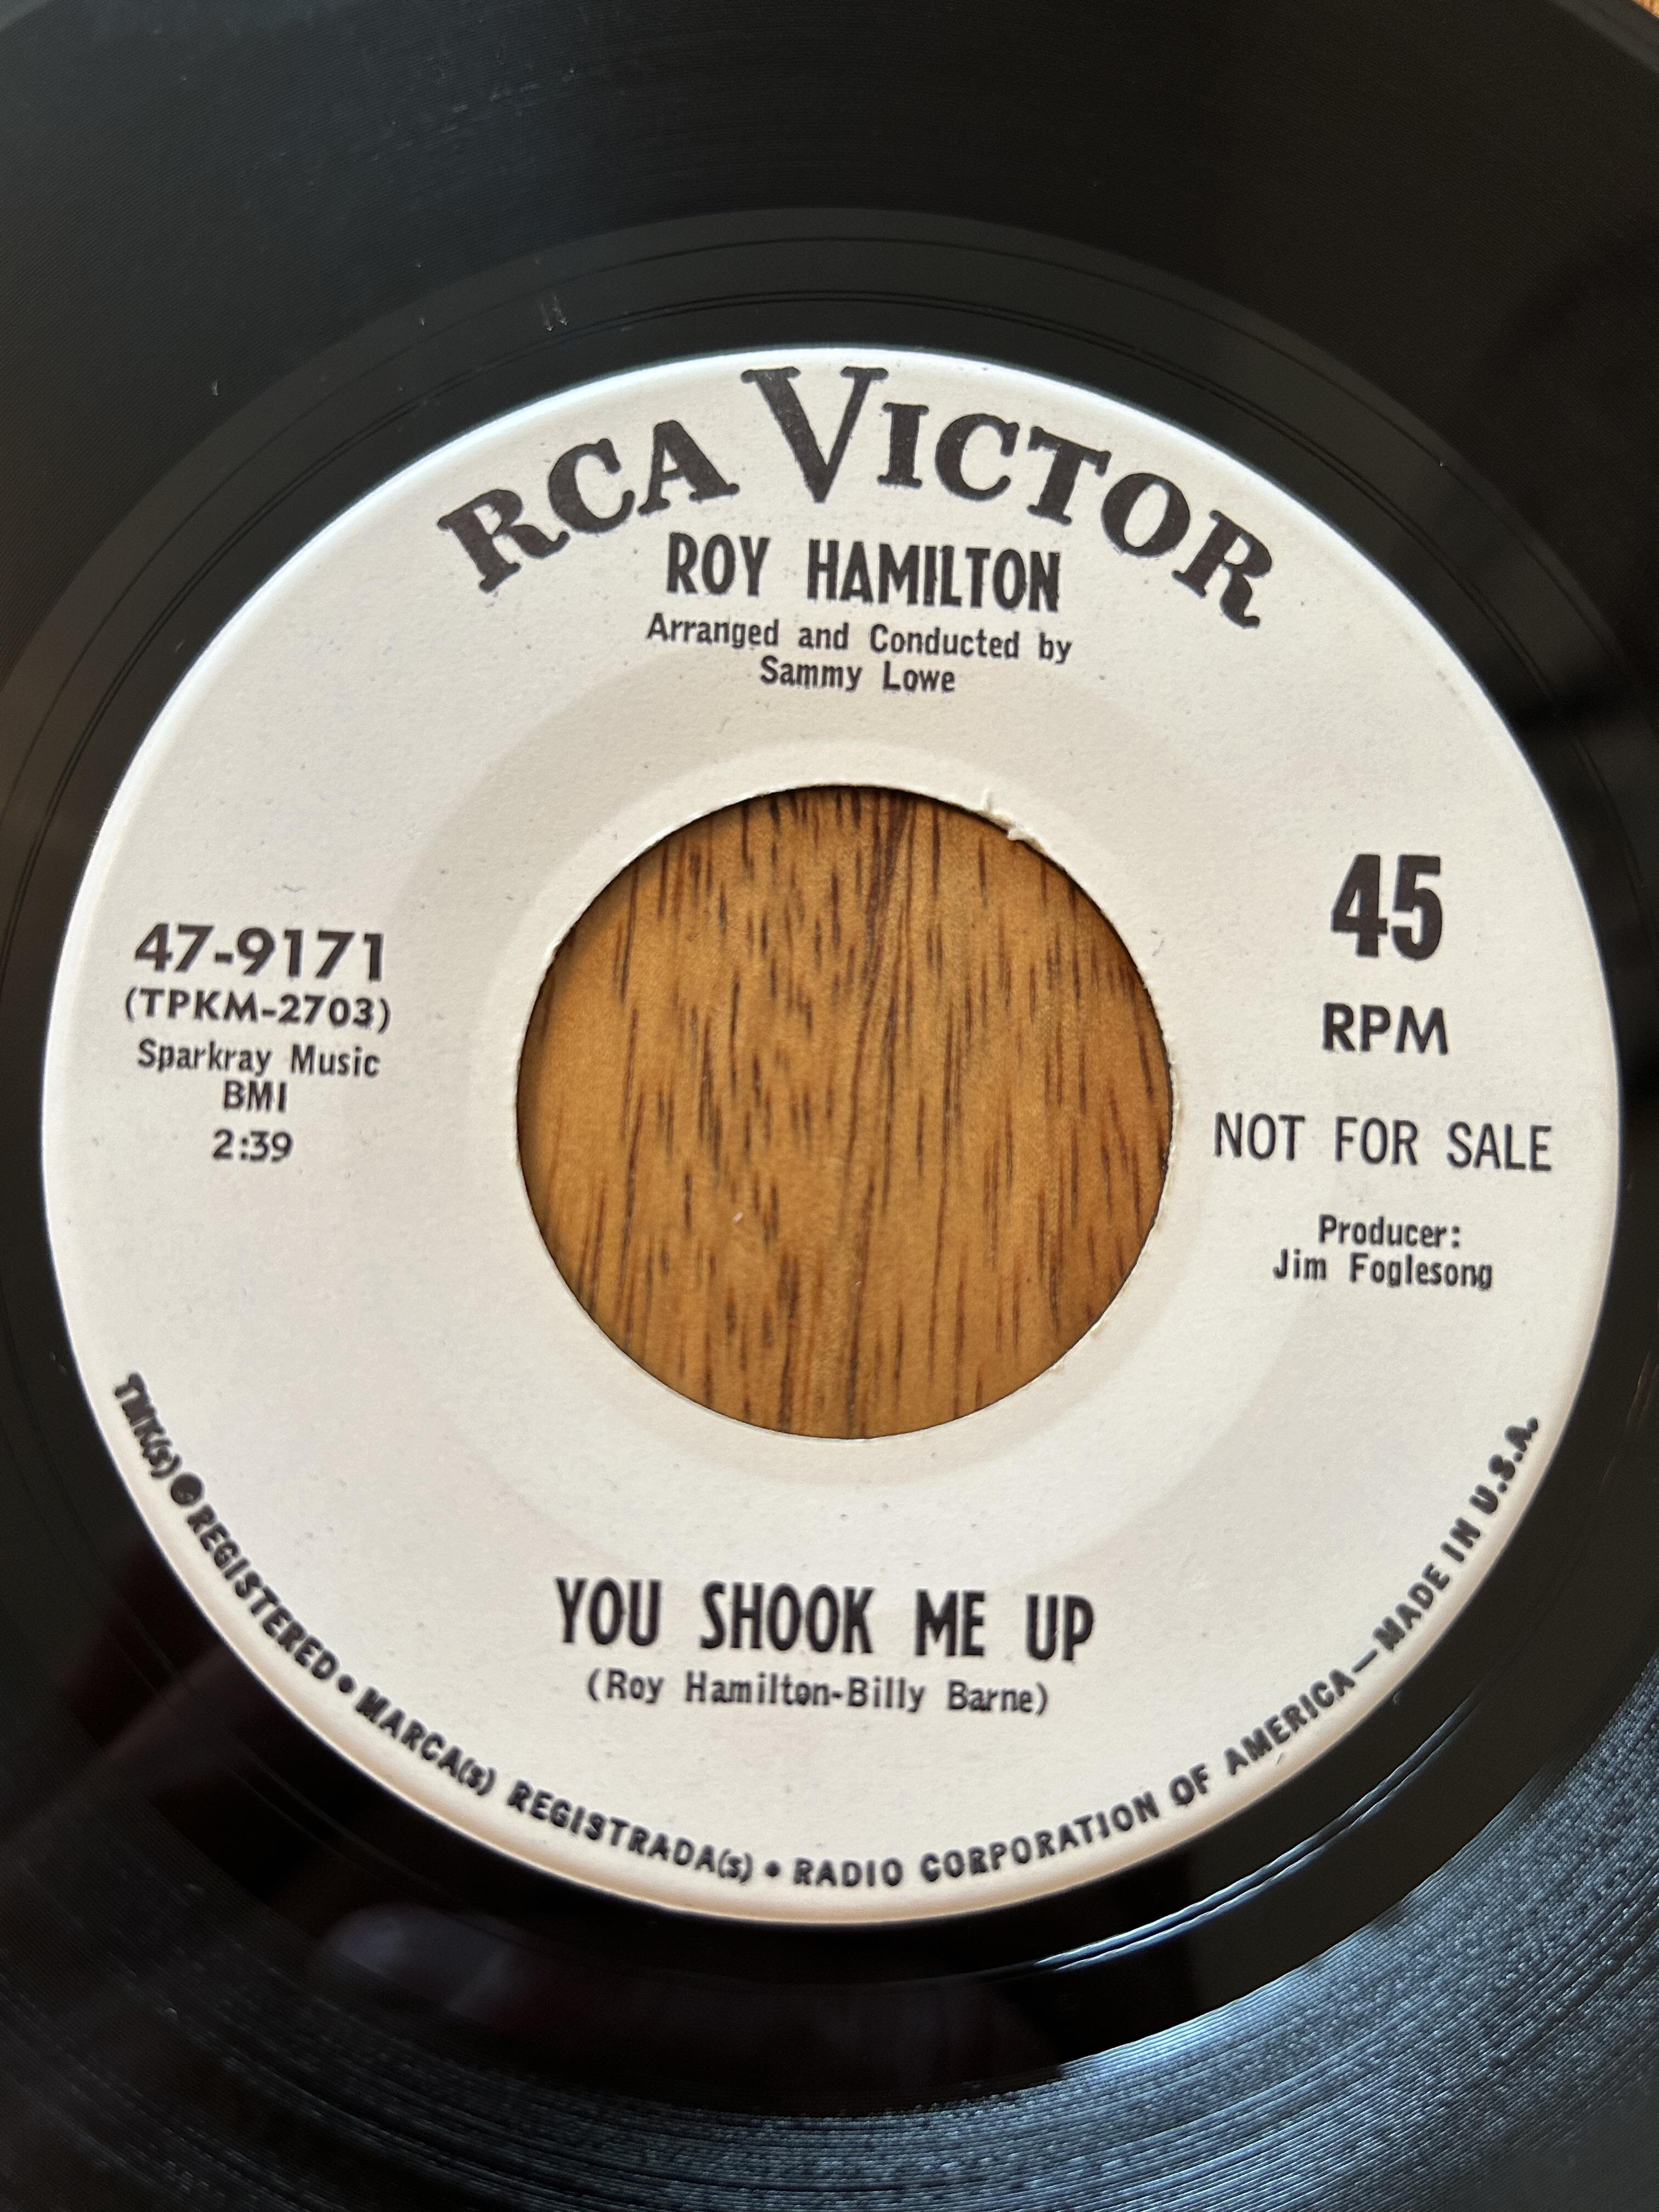 RCA VICTOR
ROY HAMILTON
Arranged and Conducted by
Sammy Lowe
47-9171
(TPKM-2703)
Sparkray Music
BMI
2:39
45
RPM
NOT FOR SALE
Producer:
Jim Foglesong
YOU SHOOK ME UP
(Roy Hamilton-Billy Barne)
TMK(s) ® REGISTERED • MARCA(s) REGISTRADA(s) • RADIO CORPORATION OF AMERICA—MADE IN U.S.A.